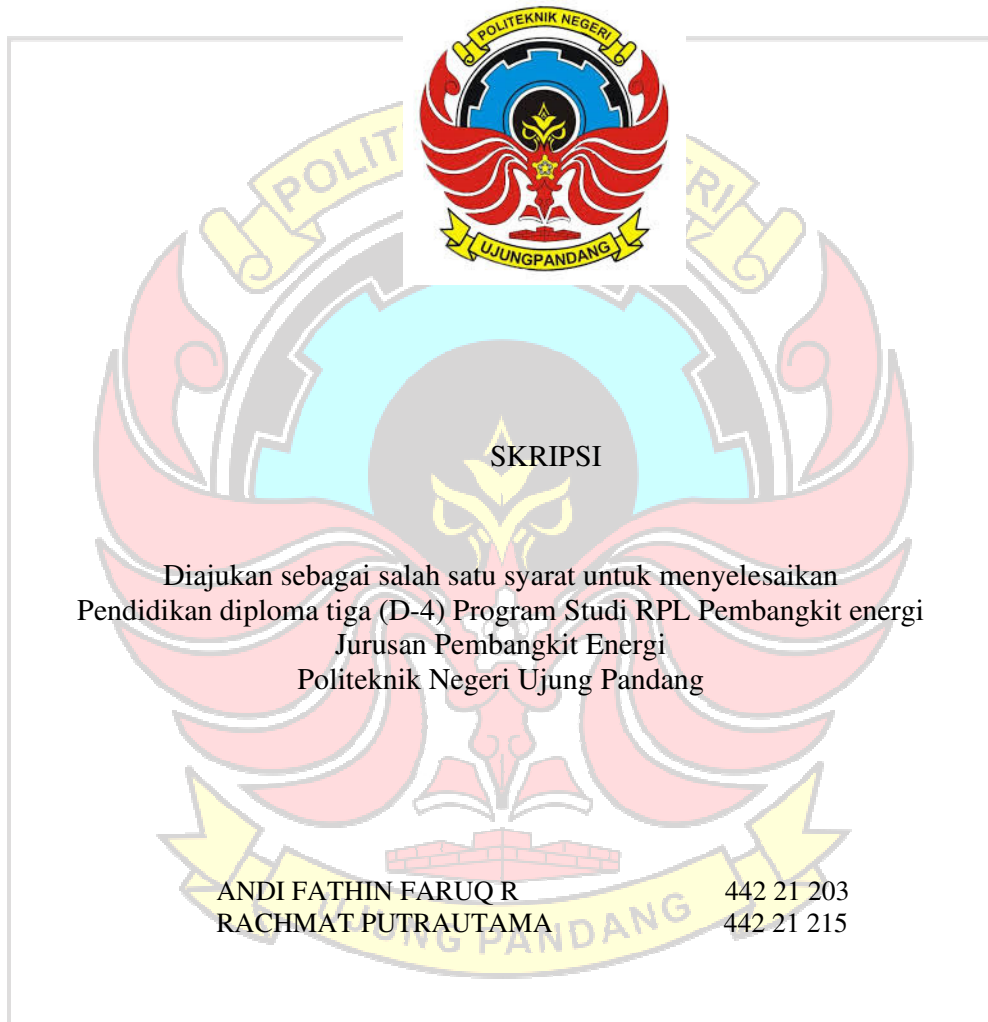 POLITEKNIK NEGERI
UJUNGPANDANG
SKRIPSI
Diajukan sebagai salah satu syarat untuk menyelesaikan
Pendidikan diploma tiga (D-4) Program Studi RPL Pembangkit energi
Jurusan Pembangkit Energi
Politeknik Negeri Ujung Pandang
ANDI FATHIN FARUQ R 442 21 203
RACHMAT PUTRAUTAMA 442 21 215
UJUNG PANDANG